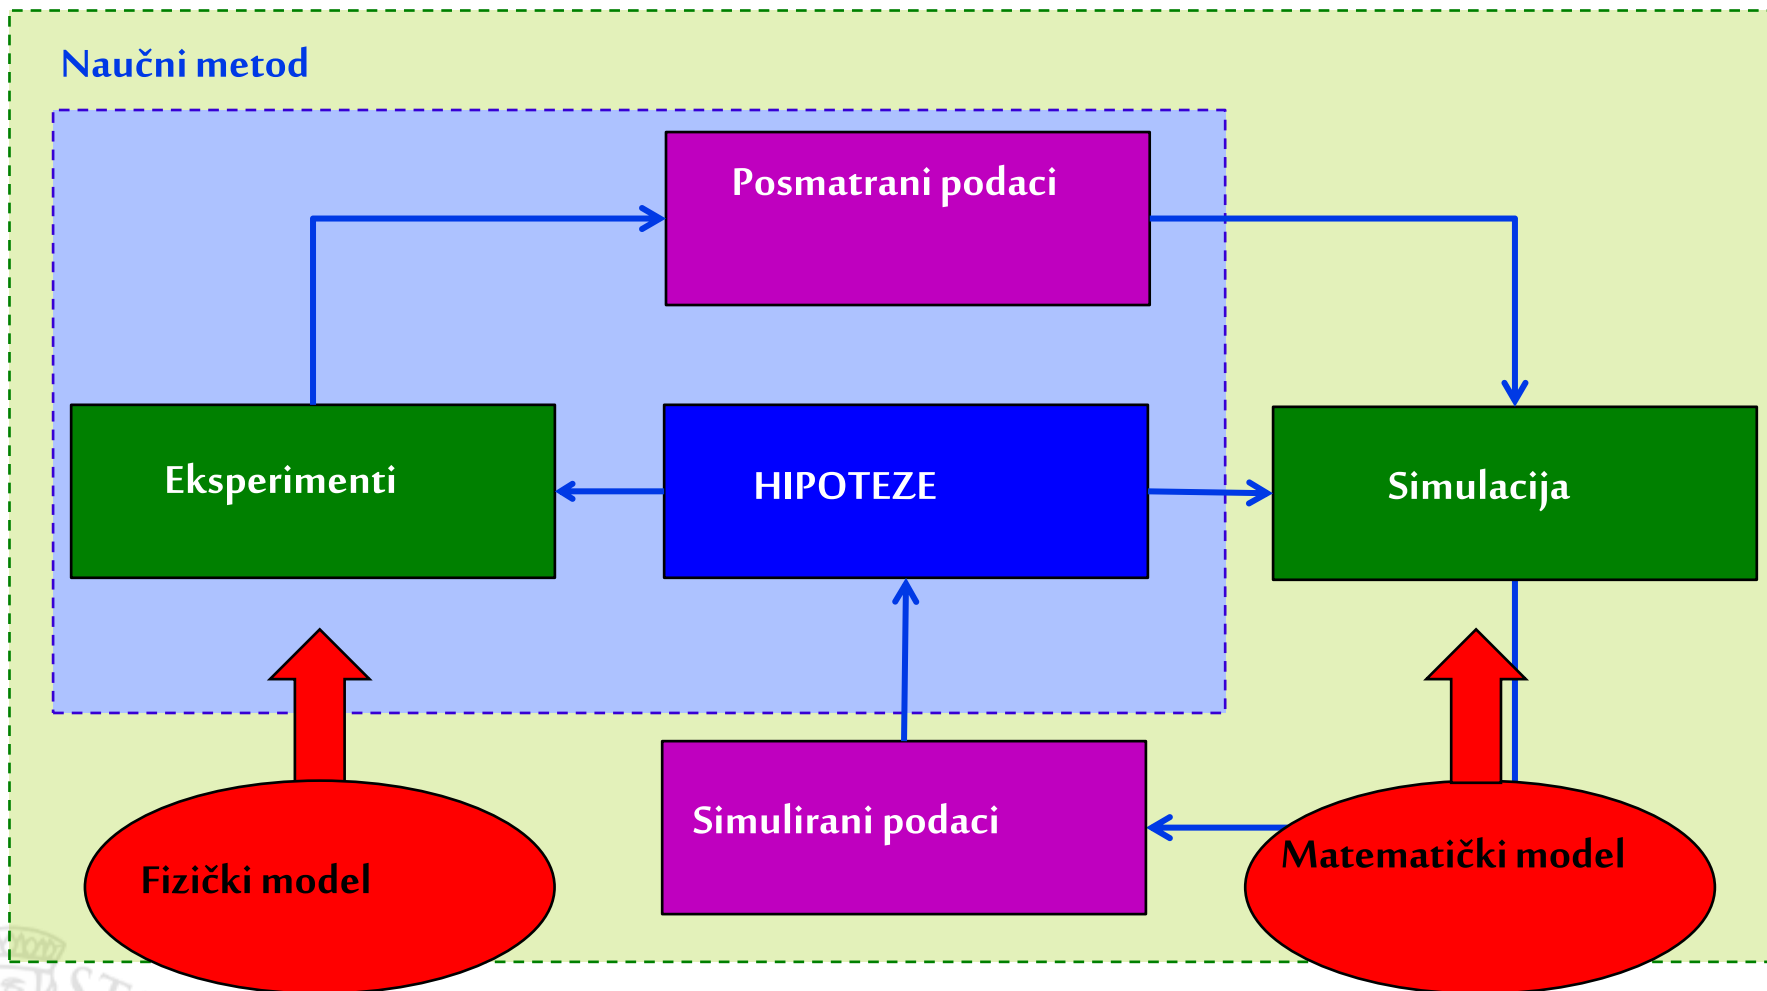 Naučni metod
Posmatrani podaci
Eksperimenti
HIPOTEZE
Simulacija
Simulirani podaci
Fizički model
Matematički model